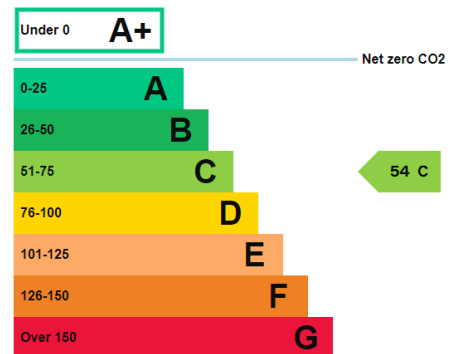 Under 0 A+
Net zero CO2
0-25 A
26-50 B
51-75 C 54 C
76-100 D
101-125 E
126-150 F
Over 150 G